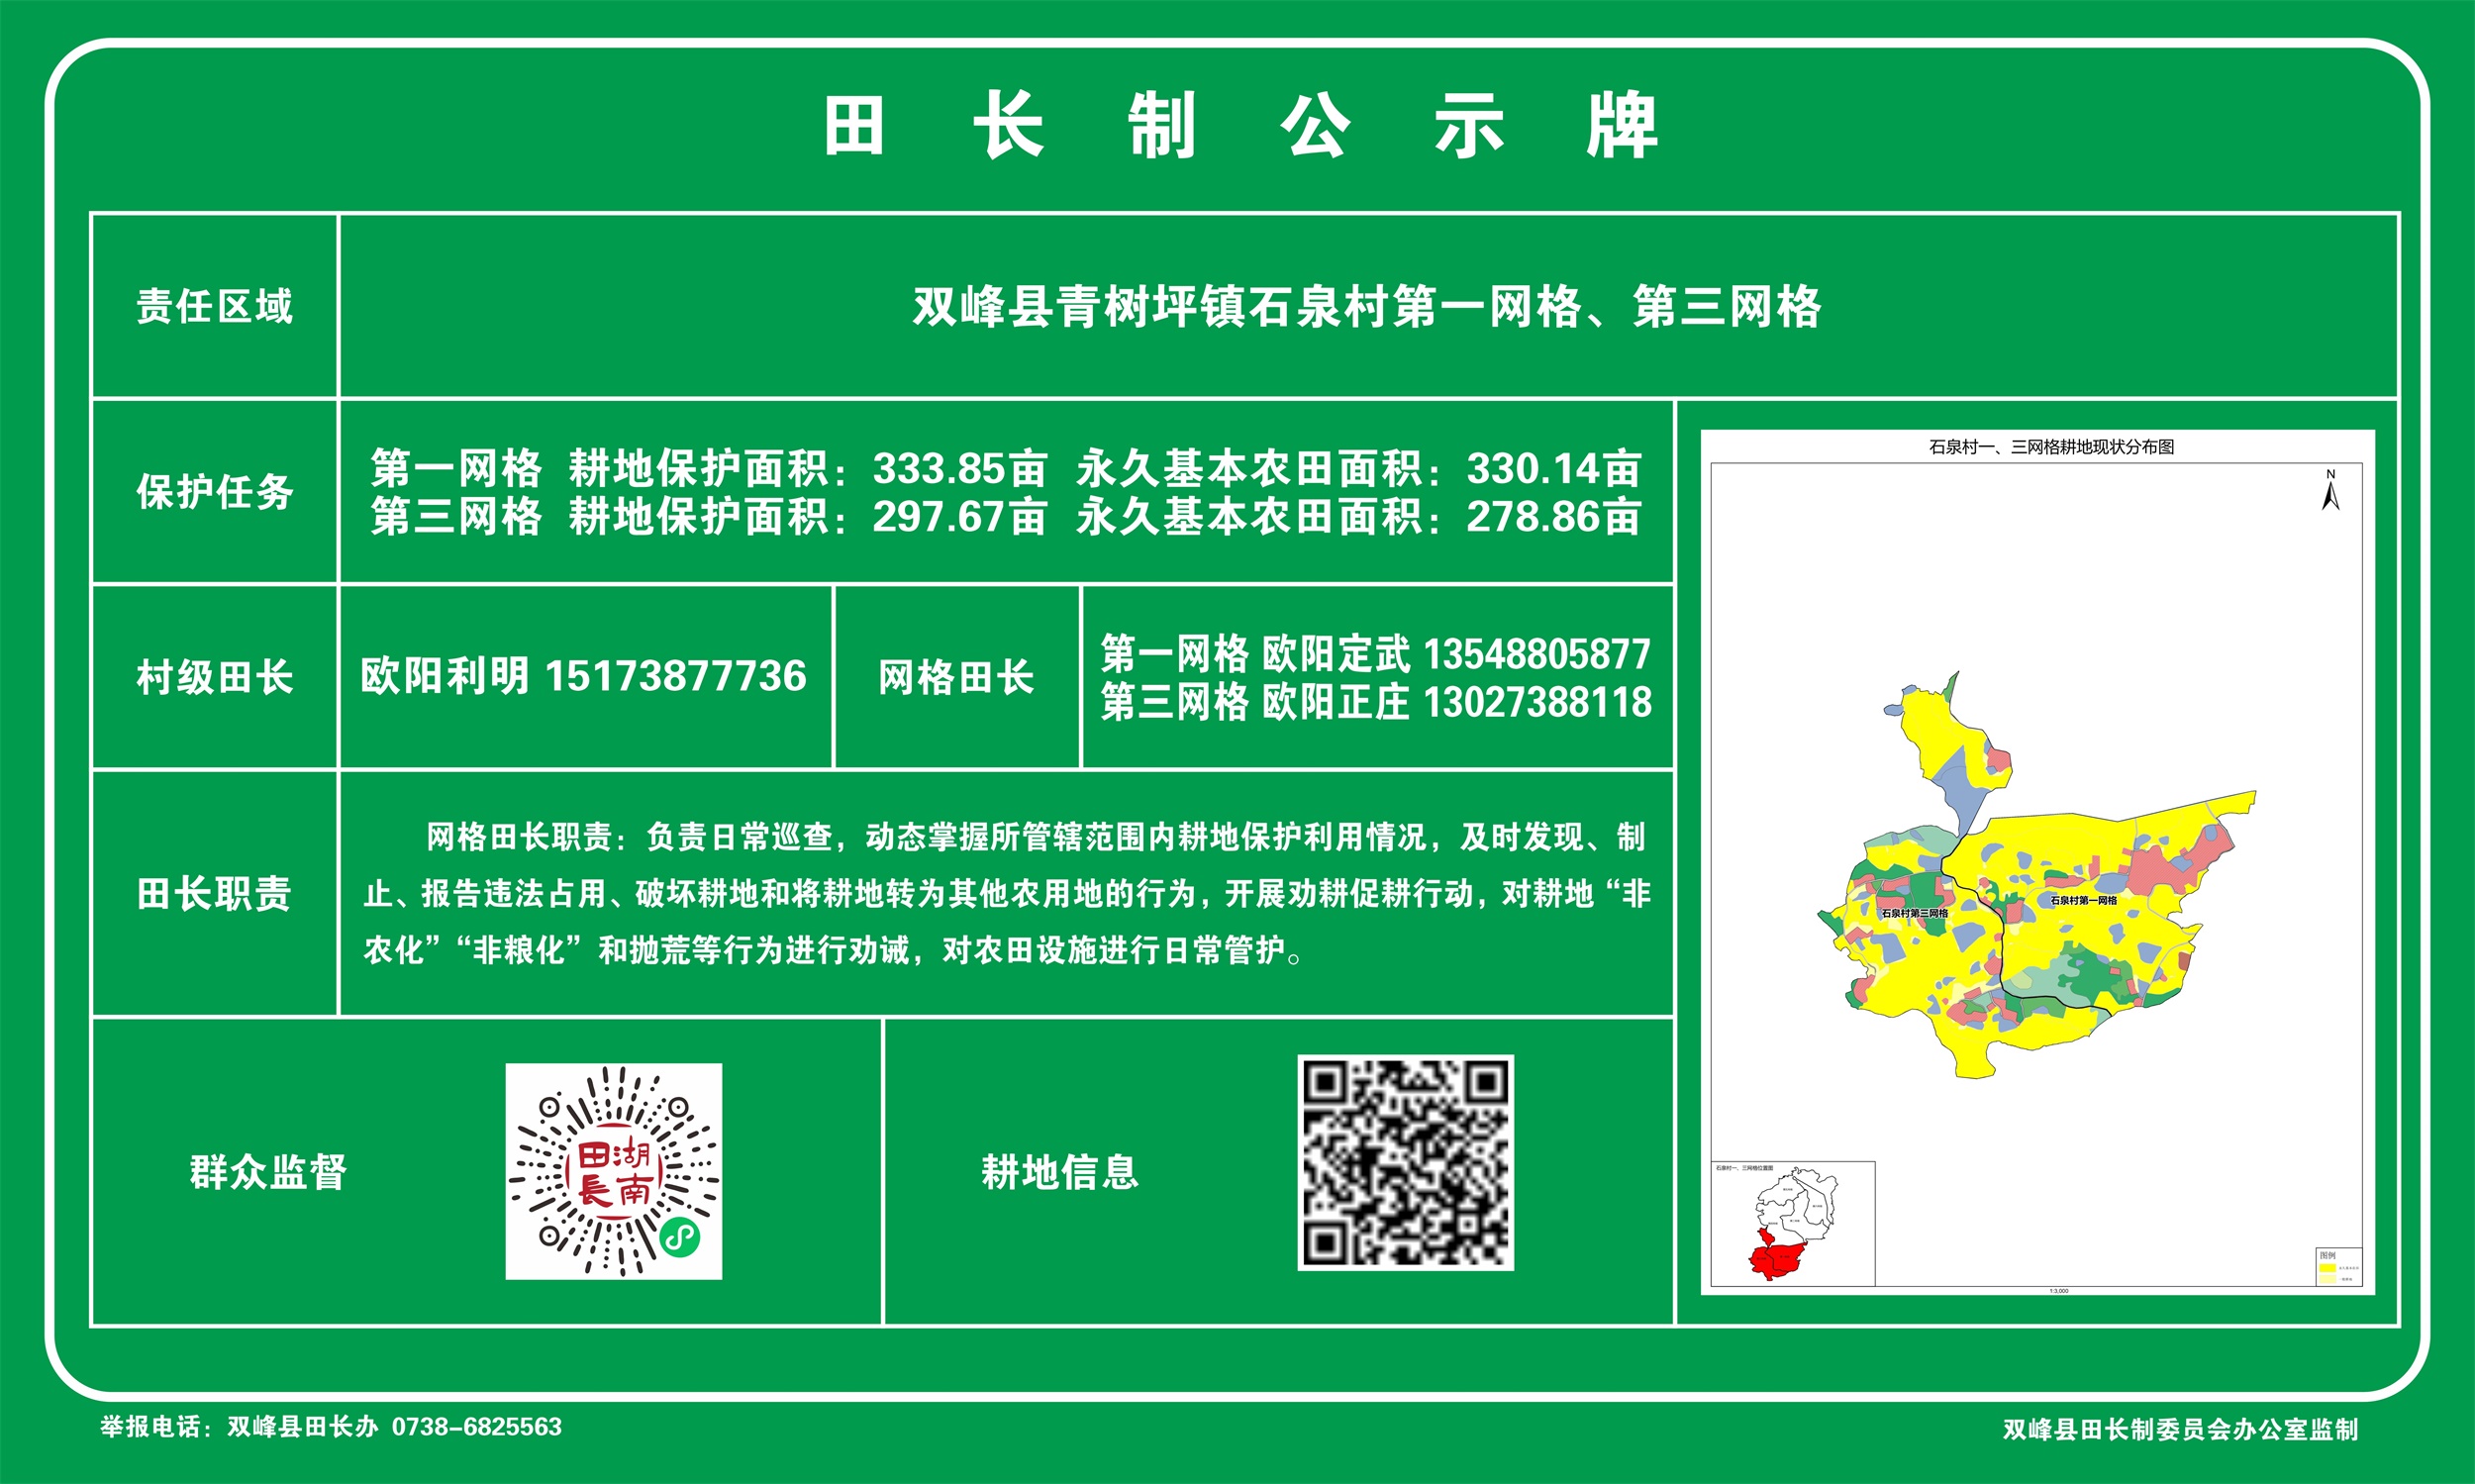 田长制公示牌
责任区域
双峰县青树坪镇石泉村第一网格、第三网格
保护任务
第一网格 耕地保护面积：333.85亩 永久基本农田面积：330.14亩
第三网格 耕地保护面积：297.67亩 永久基本农田面积：278.86亩
村级田长
欧阳利明 15173877736
网格田长
第一网格 欧阳定武 13548805877
第三网格 欧阳正庄 13027388118
田长职责
网格田长职责：负责日常巡查，动态掌握所管辖范围内耕地保护利用情况，及时发现、制
止、报告违法占用、破坏耕地和将耕地转为其他农用地的行为，开展劝耕促耕行动，对耕地“非
农化”“非粮化”和抛荒等行为进行劝诫，对农田设施进行日常管护。
群众监督
湖南
田長
耕地信息
石泉村一、三网格耕地现状分布图
N
石泉村第三网格
石泉村第一网格
石泉村一、三网格位置图
图例
1:3,000
举报电话：双峰县田长办 0738-6825563
双峰县田长制委员会办公室监制